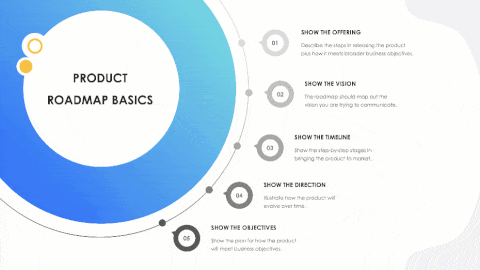 PRODUCT
ROADMAP BASICS
01
SHOW THE OFFERING
Describe the steps in releasing the product
plus how it meets broader business objectives.
02
SHOW THE VISION
The roadmap should map out the
vision you are trying to communicate.
03
SHOW THE TIMELINE
Show the step-by-step stages in
bringing the product to market.
04
SHOW THE DIRECTION
Illustrate how the product will
evolve over time.
05
SHOW THE OBJECTIVES
Show the plan for how the product
will meet business objectives.